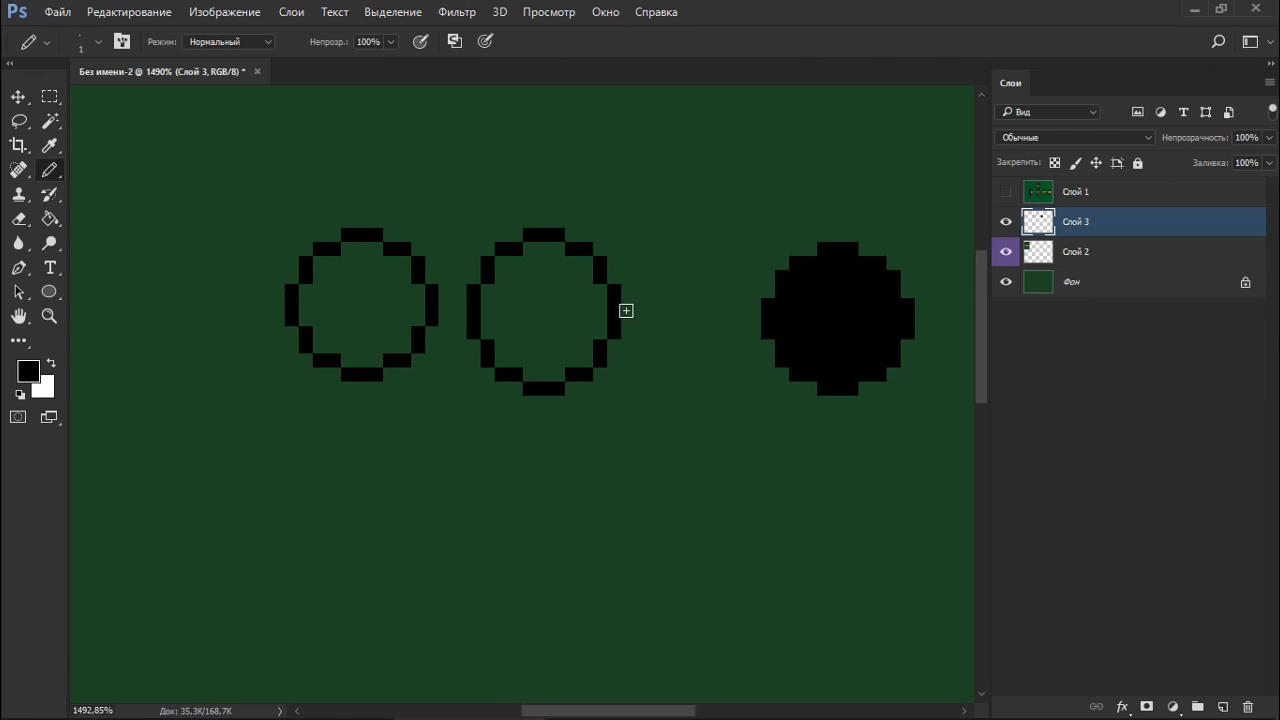 Ps Файл Редактирование Изображение Слои Текст Выделение Фильтр 3D Просмотр Окно Справка
1 Режим: Нормальный Непрозр.: 100%
Без имени-2 @ 1490% (Слой 3, RGB/8) *
Слои
Вид
Обычные Непрозрачность: 100%
Закрепить: Заливка: 100%
Слой 1
Слой 3
Слой 2
Фон
1492,85% Док: 35,3K/168,7K
fx